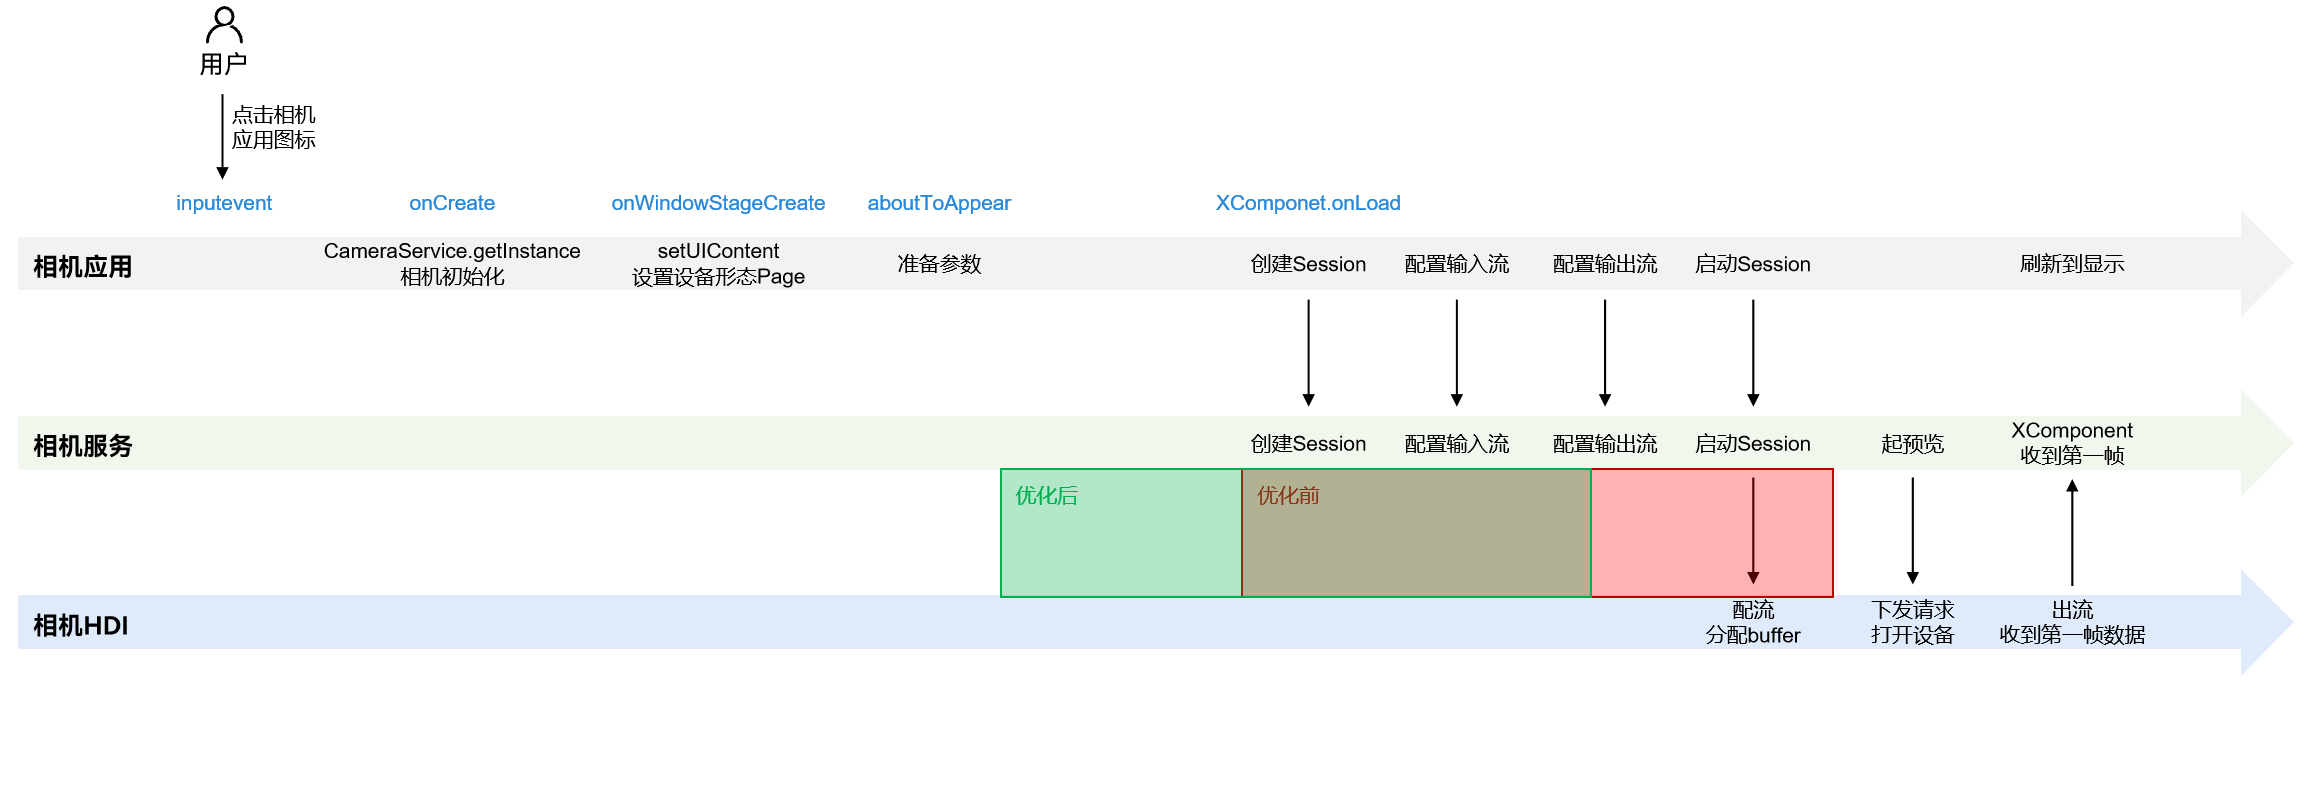 用户
点击相机
应用图标
inputevent
onCreate
onWindowStageCreate
aboutToAppear
XComponet.onLoad
相机应用
CameraService.getInstance
相机初始化
setUIContent
设置设备形态Page
准备参数
创建Session
配置输入流
配置输出流
启动Session
刷新到显示
相机服务
创建Session
配置输入流
配置输出流
启动Session
起预览
XComponent
收到第一帧
优化后
优化前
相机HDI
配流
分配buffer
下发请求
打开设备
出流
收到第一帧数据